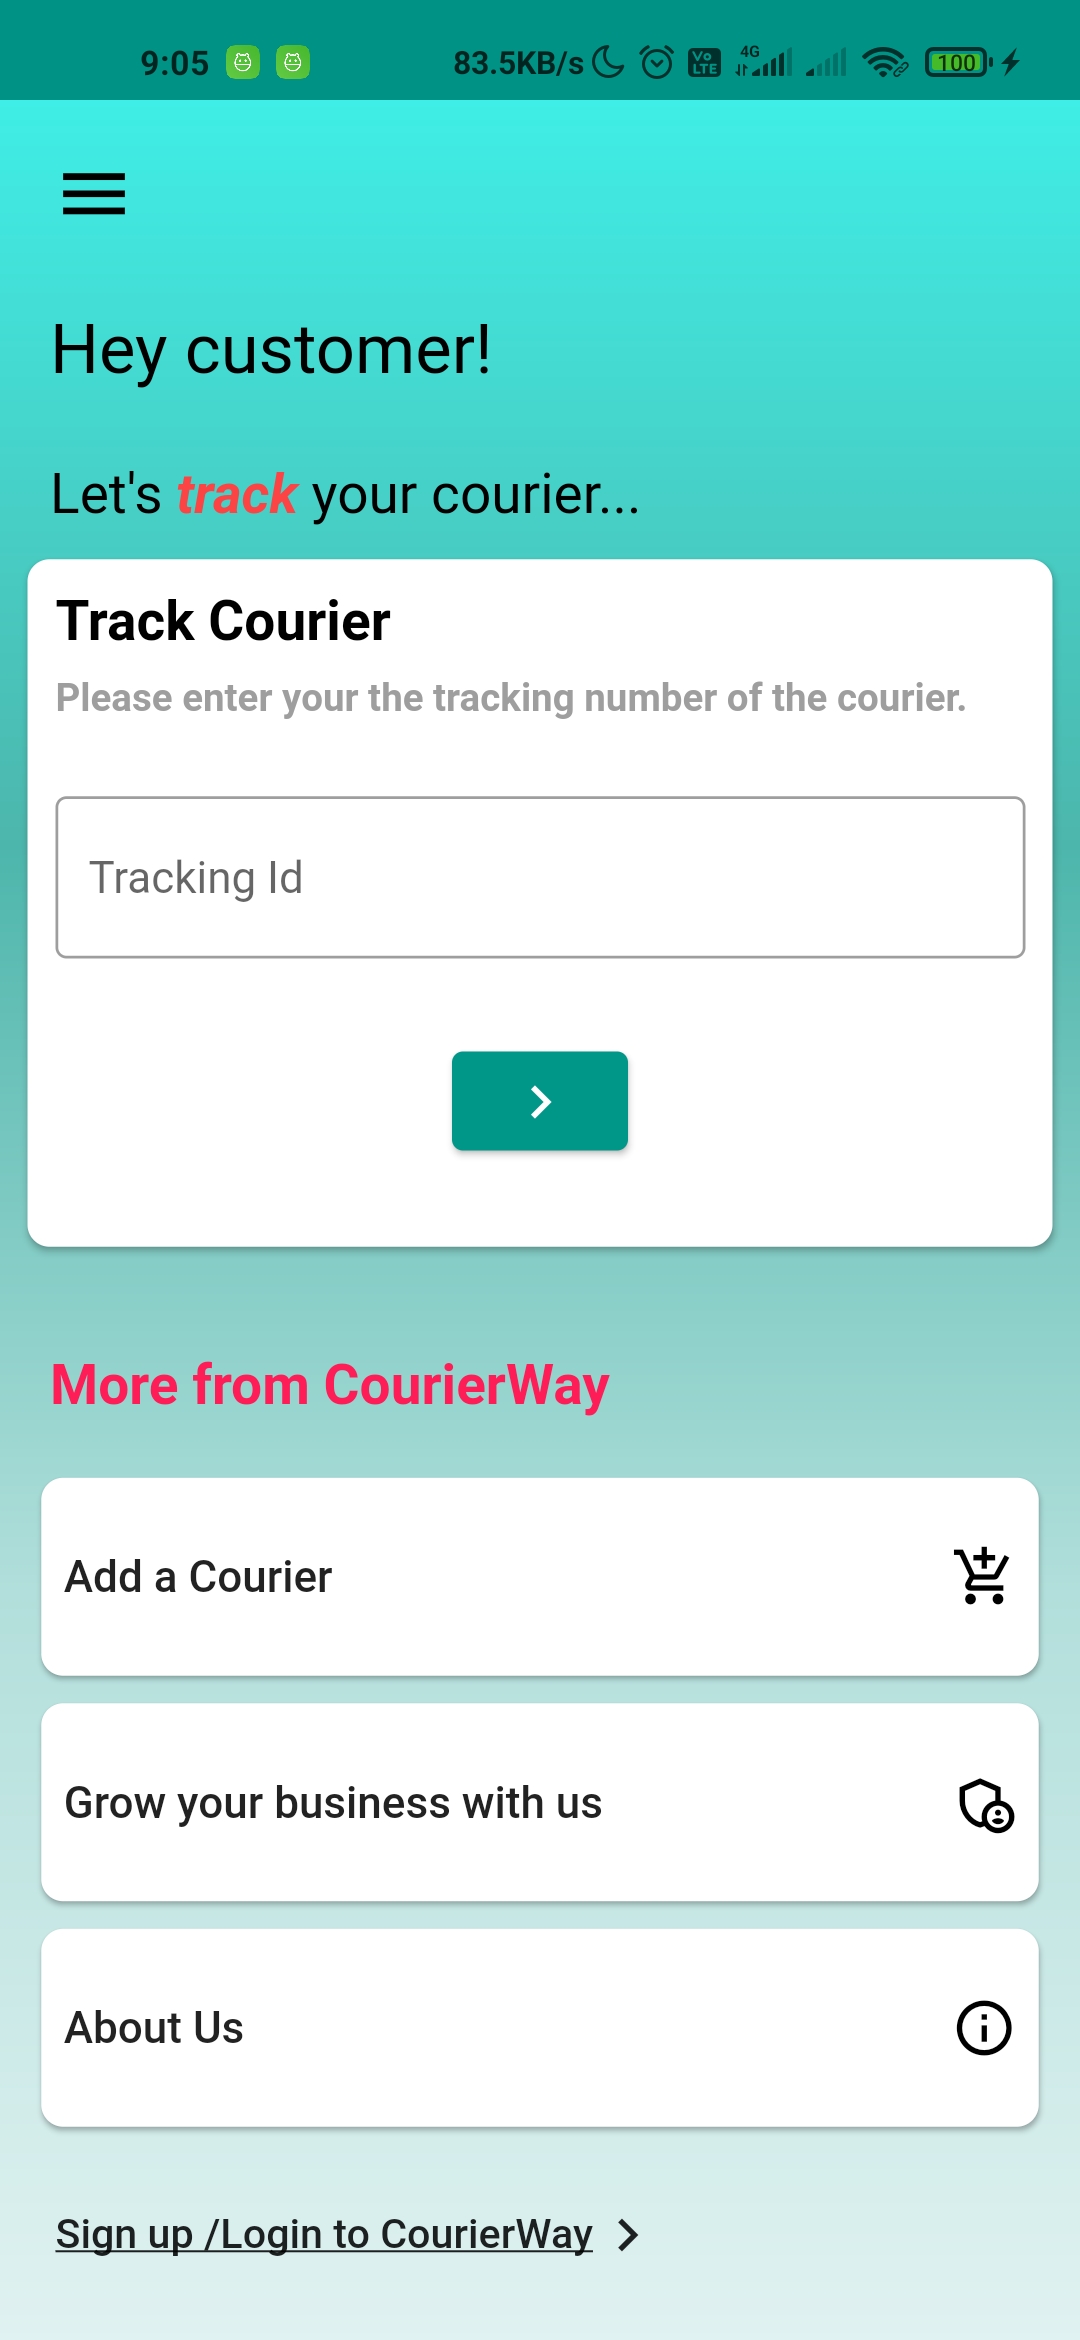 9:05 83.5KB/s Vo LTE 4G 100
Hey customer!
Let's track your courier...
Track Courier
Please enter your the tracking number of the courier.
Tracking Id
More from CourierWay
Add a Courier
Grow your business with us
About Us
Sign up /Login to CourierWay